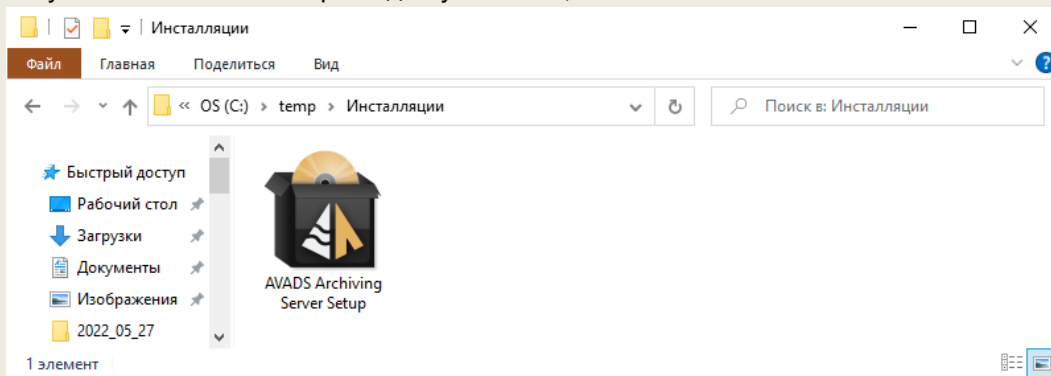 Инсталляции
Файл Главная Поделиться Вид
« OS (C:) › temp › Инсталляции
Поиск в: Инсталляции
Быстрый доступ
Рабочий стол
Загрузки
Документы
Изображения
2022_05_27
AVADS Archiving
Server Setup
1 элемент